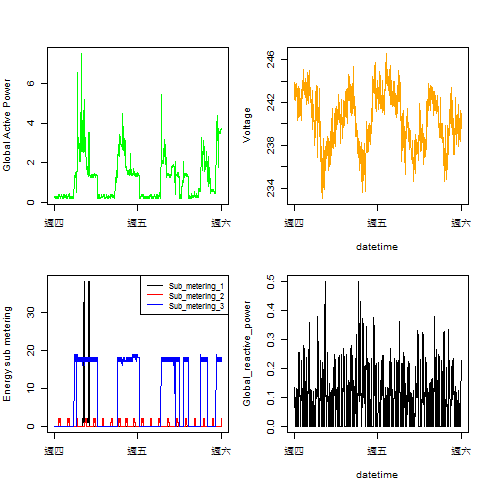 Global Active Power
0 2 4 6
週四 週五 週六
Voltage
234 238 242 246
週四 週五 週六
datetime
Energy sub metering
0 10 20 30
Sub_metering_1
Sub_metering_2
Sub_metering_3
週四 週五 週六
Global_reactive_power
0.0 0.1 0.2 0.3 0.4 0.5
週四 週五 週六
datetime